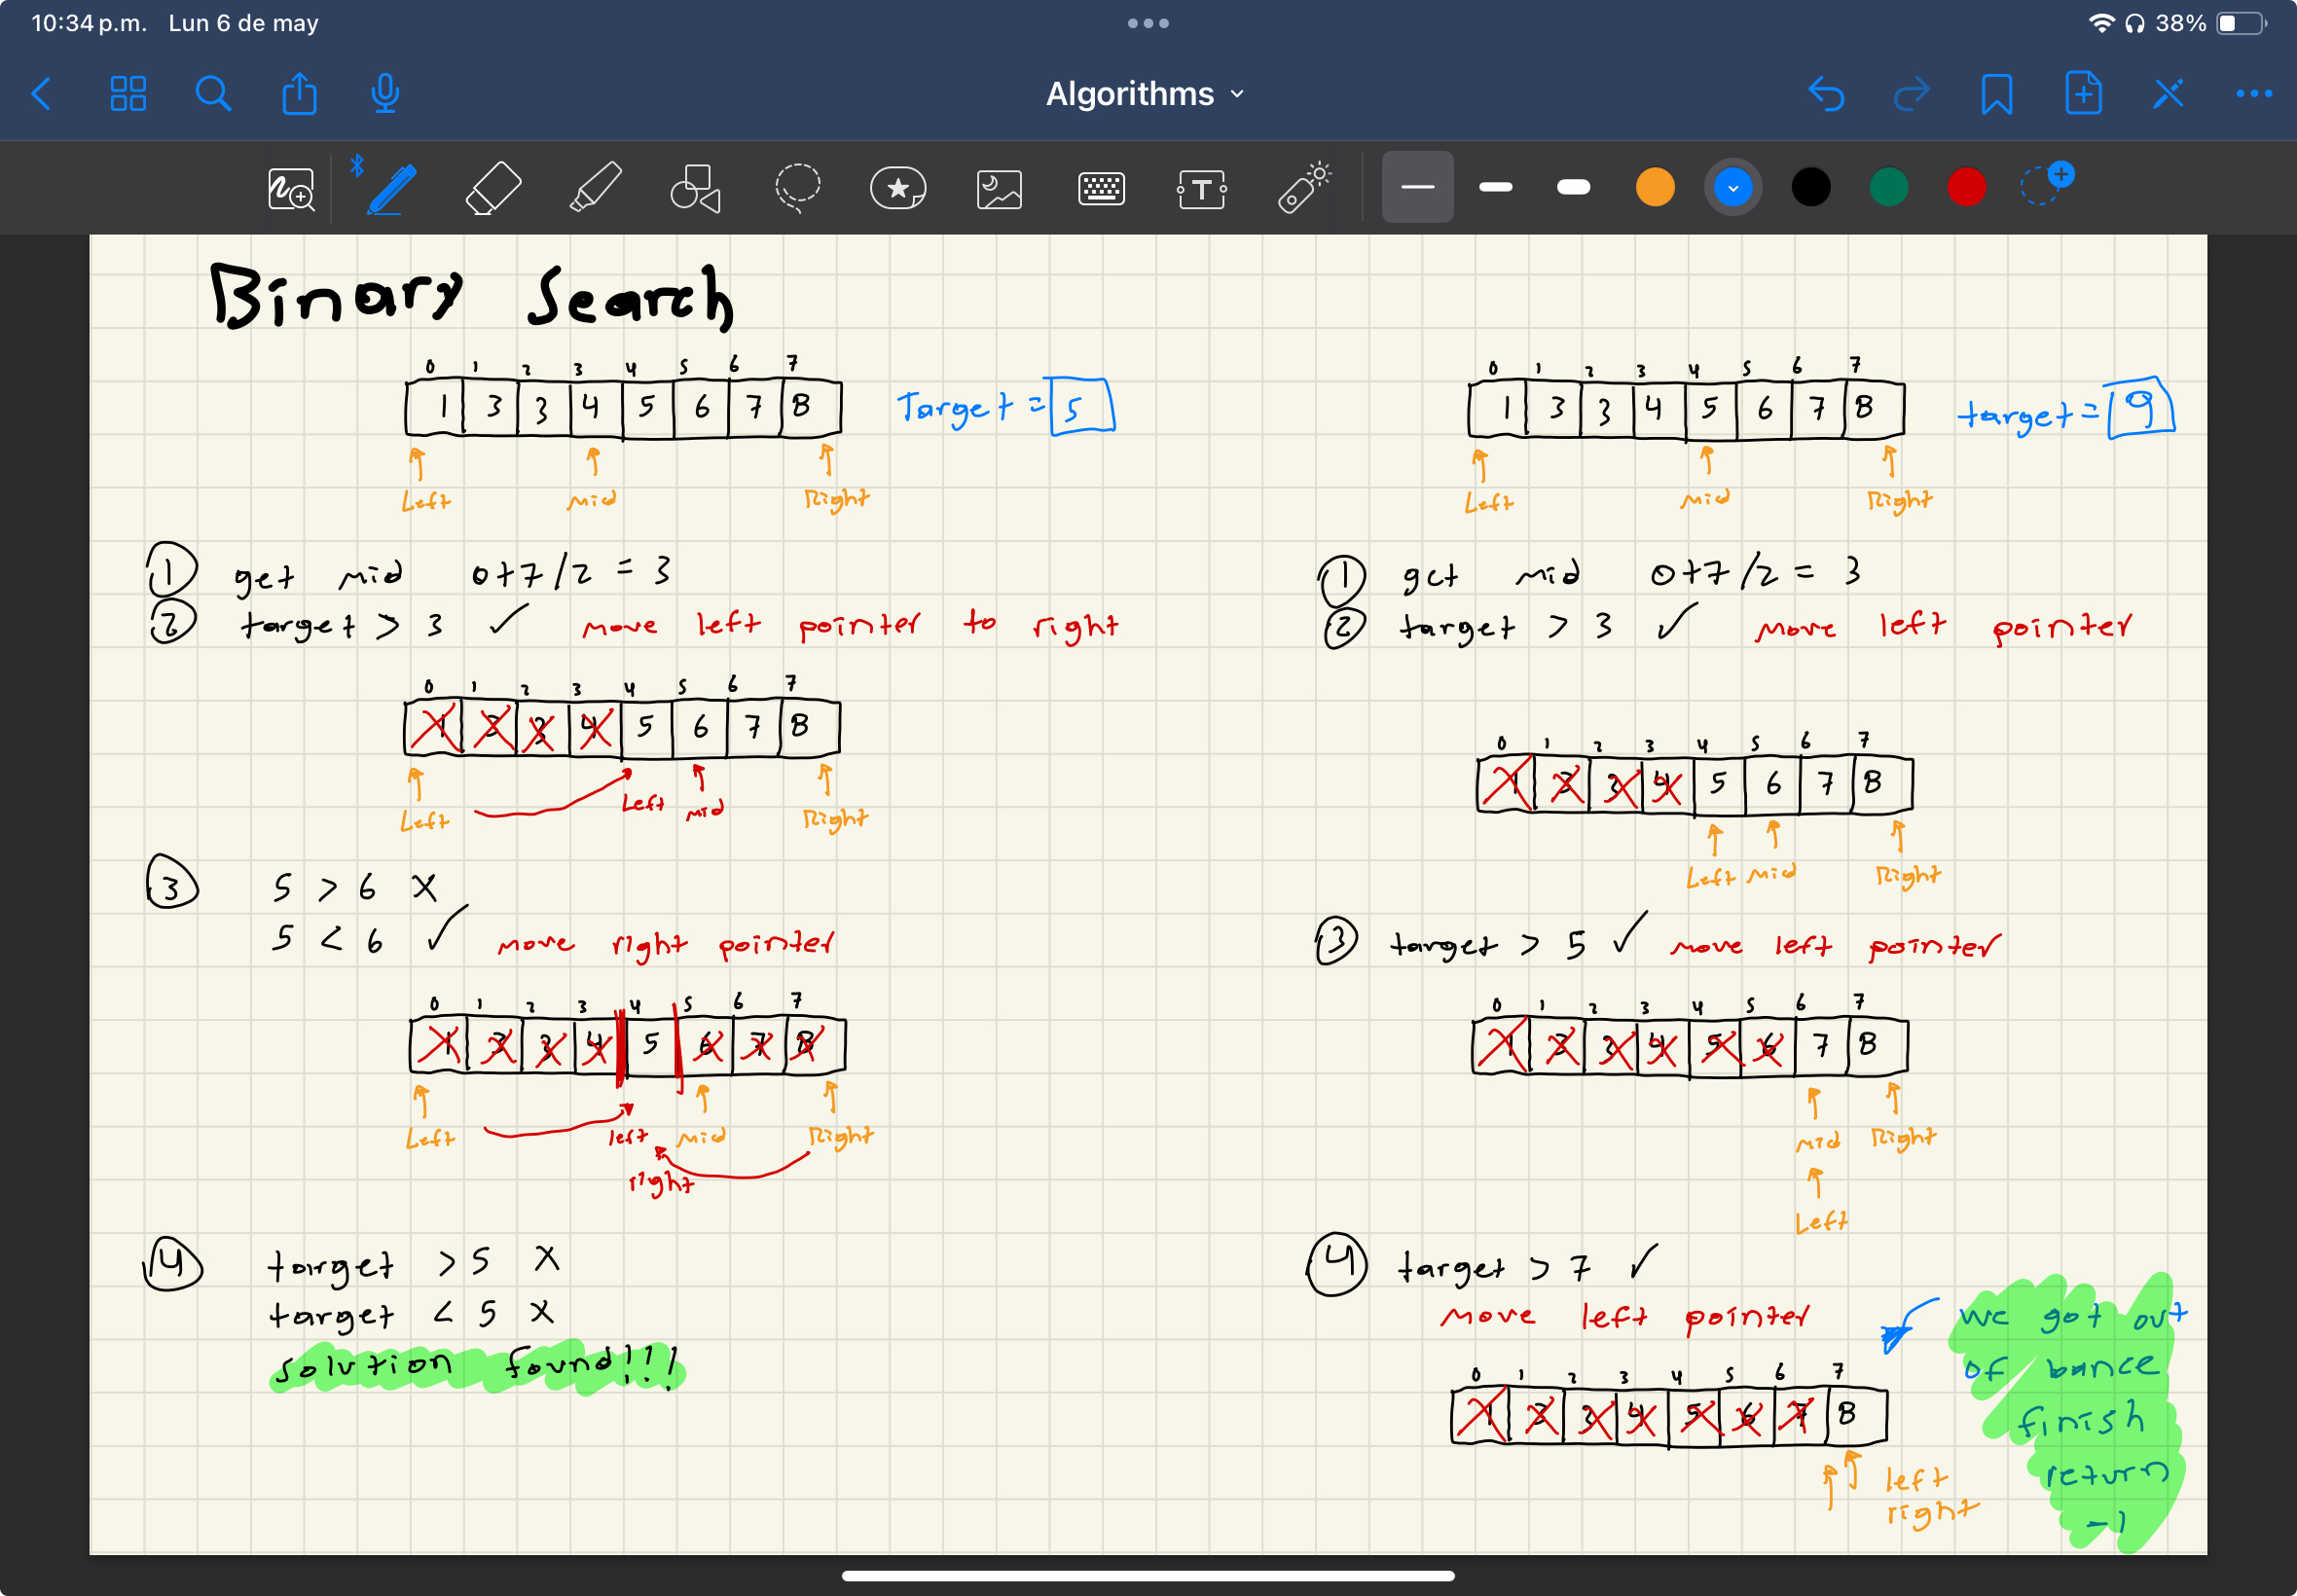 10:34 p.m. Lun 6 de may
38%
Algorithms
T
Binary Search
0 1 2 3 4 5 6 7
1 3 3 4 5 6 7 8
Target = 5
Left Mid Right
① get mid 0+7/2 = 3
② target > 3 ✓ move left pointer to right
0 1 2 3 4 5 6 7
1 3 3 4 5 6 7 8
Left Left mid Right
③ 5 > 6 X
5 < 6 ✓ move right pointer
0 1 2 3 4 5 6 7
1 3 3 4 5 6 7 8
Left left Mid Right
right
④ target > 5 X
target < 5 X
solution found!!!
0 1 2 3 4 5 6 7
1 3 3 4 5 6 7 8
target = 9
Left Mid Right
① get mid 0+7/2 = 3
② target > 3 ✓ move left pointer
0 1 2 3 4 5 6 7
1 3 3 4 5 6 7 8
Left Mid Right
③ target > 5 ✓ move left pointer
0 1 2 3 4 5 6 7
1 3 3 4 5 6 7 8
Mid Right
Left
④ target > 7 ✓
move left pointer
0 1 2 3 4 5 6 7
1 3 3 4 5 6 7 8
left
right
we got out
of bance
finish
return
-1